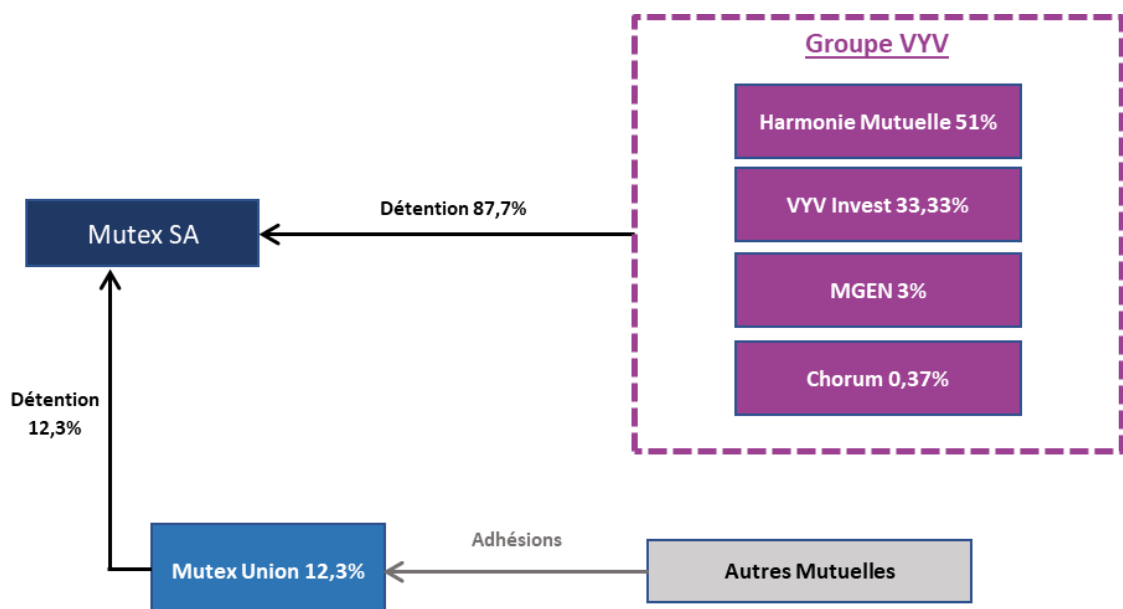 Groupe VYV
Harmonie Mutuelle 51%
VYV Invest 33,33%
MGEN 3%
Chorum 0,37%
Détention 87,7%
Mutex SA
Détention
12,3%
Mutex Union 12,3%
Adhésions
Autres Mutuelles